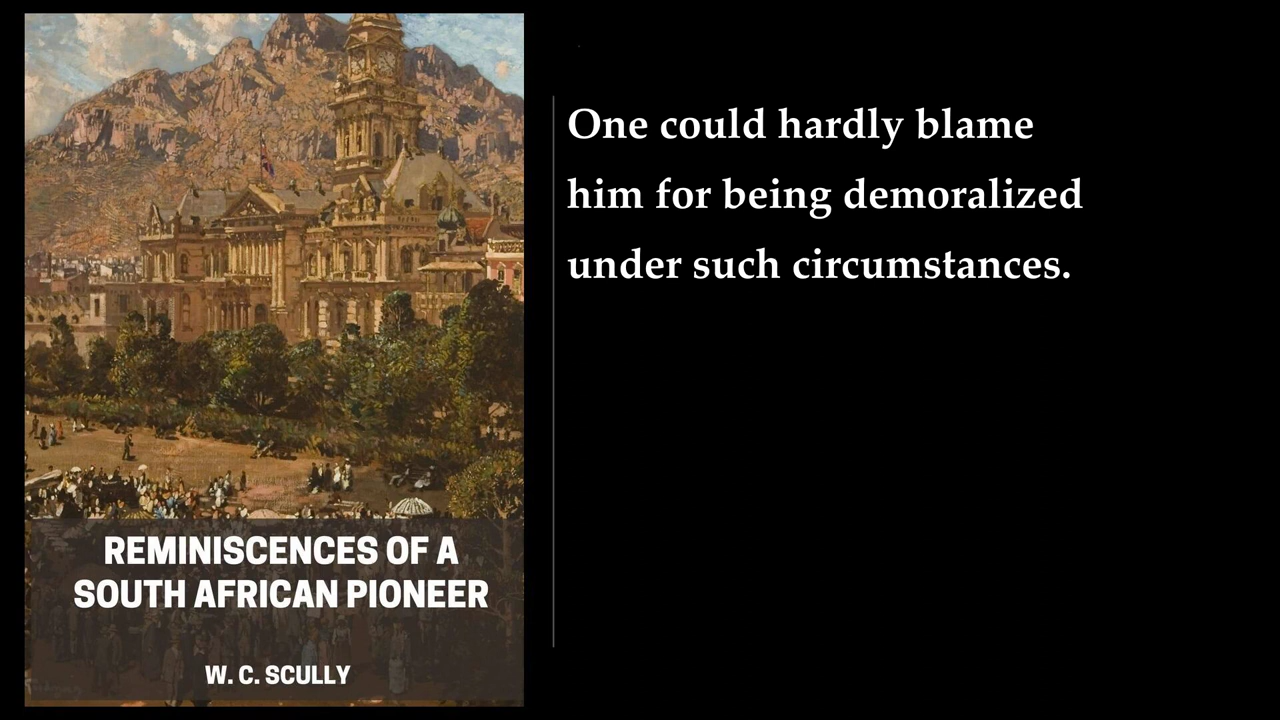 One could hardly blame
him for being demoralized
under such circumstances.
REMINISCENCES OF A
SOUTH AFRICAN PIONEER
W. C. SCULLY